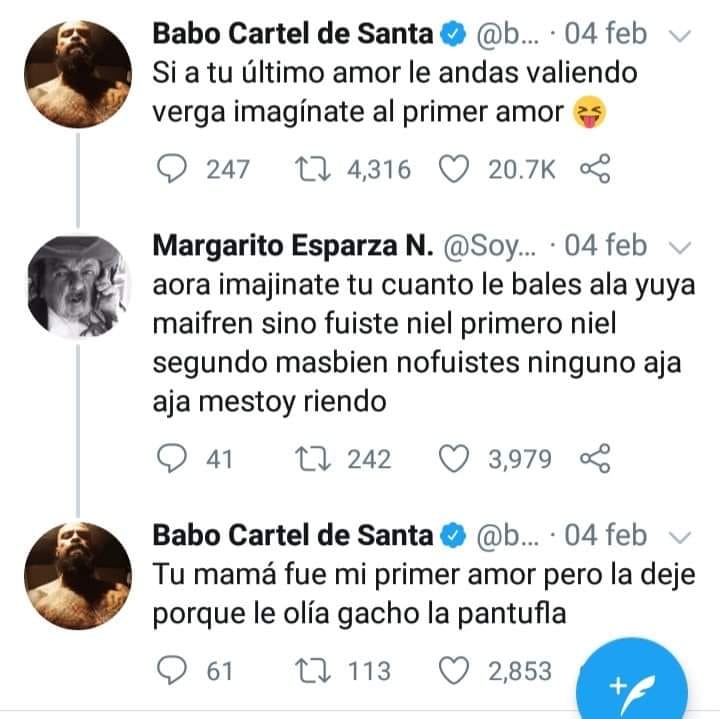 Babo Cartel de Santa @b... · 04 feb
Si a tu último amor le andas valiendo
verga imagínate al primer amor 😝
247 4,316 20.7K
Margarito Esparza N. @Soy... · 04 feb
aora imajinate tu cuanto le bales ala yuya
maifren sino fuiste niel primero niel
segundo masbien nofuistes ninguno aja
aja mestoy riendo
41 242 3,979
Babo Cartel de Santa @b... · 04 feb
Tu mamá fue mi primer amor pero la deje
porque le olía gacho la pantufla
61 113 2,853